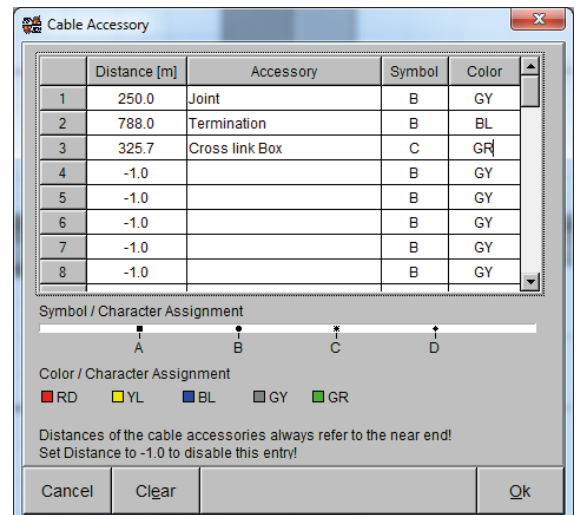 Cable Accessory
Distance [m] Accessory Symbol Color
1 250.0 Joint B GY
2 788.0 Termination B BL
3 325.7 Cross link Box C GR
4 -1.0 B GY
5 -1.0 B GY
6 -1.0 B GY
7 -1.0 B GY
8 -1.0 B GY
Symbol / Character Assignment
A B C D
Color / Character Assignment
RD YL BL GY GR
Distances of the cable accessories always refer to the near end!
Set Distance to -1.0 to disable this entry!
Cancel Clear Ok